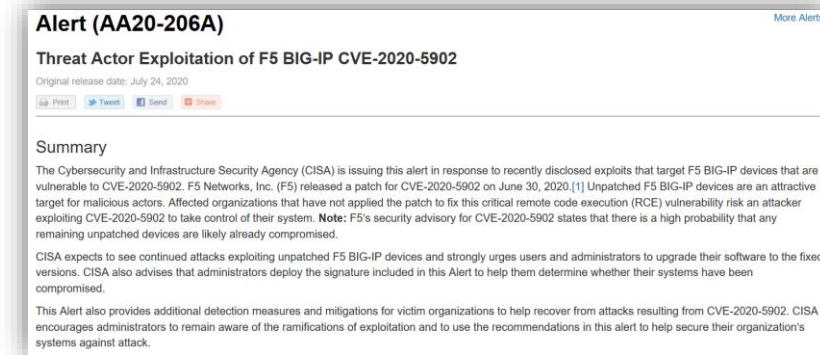 Alert (AA20-206A)
More Alerts
Threat Actor Exploitation of F5 BIG-IP CVE-2020-5902
Original release date: July 24, 2020
Print Tweet Send Share
Summary
The Cybersecurity and Infrastructure Security Agency (CISA) is issuing this alert in response to recently disclosed exploits that target F5 BIG-IP devices that are
vulnerable to CVE-2020-5902. F5 Networks, Inc. (F5) released a patch for CVE-2020-5902 on June 30, 2020.[1] Unpatched F5 BIG-IP devices are an attractive
target for malicious actors. Affected organizations that have not applied the patch to fix this critical remote code execution (RCE) vulnerability risk an attacker
exploiting CVE-2020-5902 to take control of their system. Note: F5's security advisory for CVE-2020-5902 states that there is a high probability that any
remaining unpatched devices are likely already compromised.
CISA expects to see continued attacks exploiting unpatched F5 BIG-IP devices and strongly urges users and administrators to upgrade their software to the fixed
versions. CISA also advises that administrators deploy the signature included in this Alert to help them determine whether their systems have been
compromised.
This Alert also provides additional detection measures and mitigations for victim organizations to help recover from attacks resulting from CVE-2020-5902. CISA
encourages administrators to remain aware of the ramifications of exploitation and to use the recommendations in this alert to help secure their organization's
systems against attack.